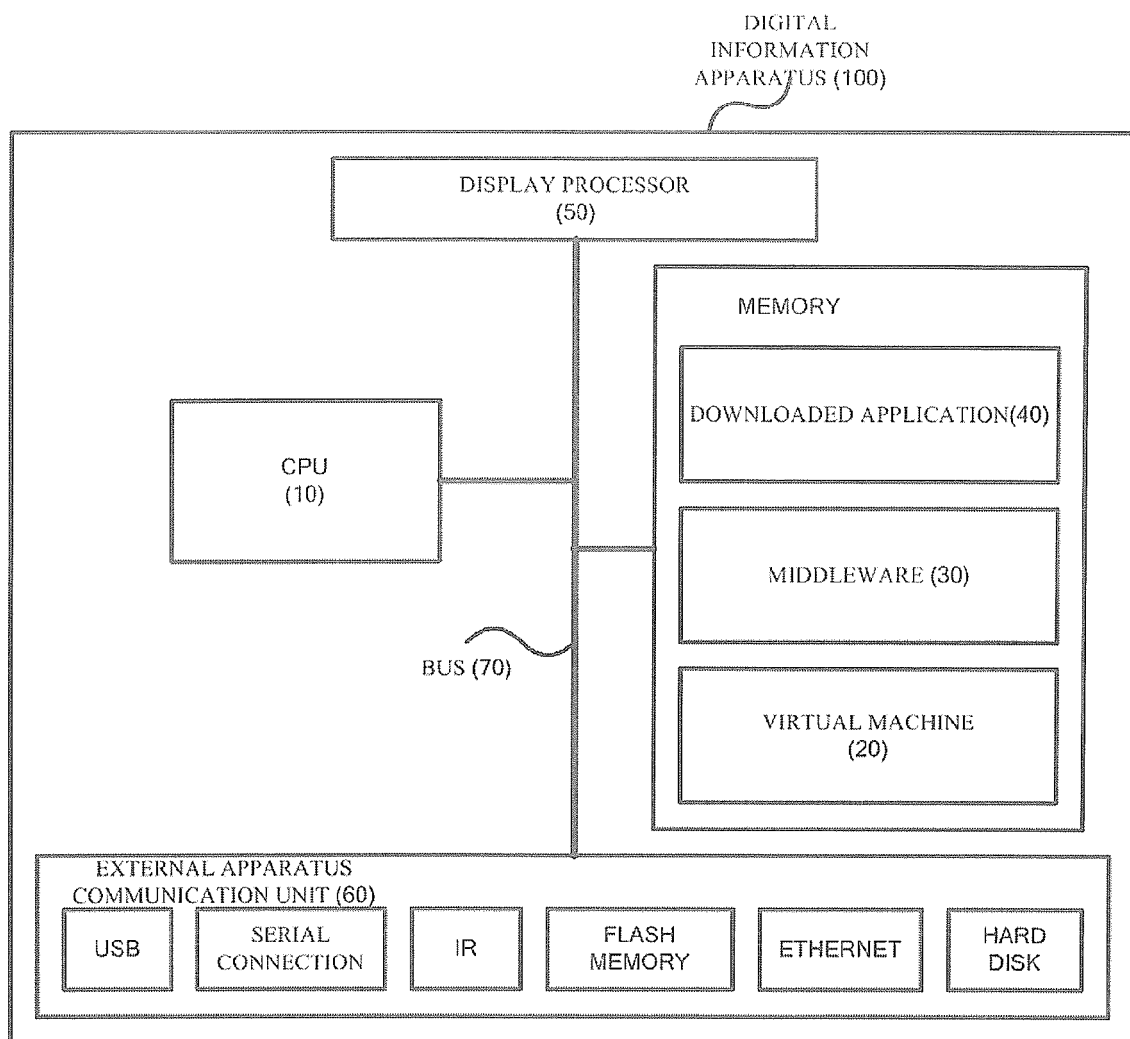 DIGITAL
INFORMATION
APPARATUS (100)
DISPLAY PROCESSOR
(50)
MEMORY
DOWNLOADED APPLICATION(40)
CPU
(10)
MIDDLEWARE (30)
BUS (70)
VIRTUAL MACHINE
(20)
EXTERNAL APPARATUS
COMMUNICATION UNIT (60)
USB
SERIAL
CONNECTION
IR
FLASH
MEMORY
ETHERNET
HARD
DISK